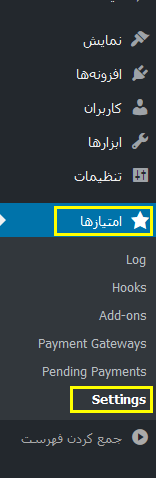 نمایش
افزونه‌ها
کاربران
ابزارها
تنظیمات
امتیازها
Log
Hooks
Add-ons
Payment Gateways
Pending Payments
Settings
جمع کردن فهرست